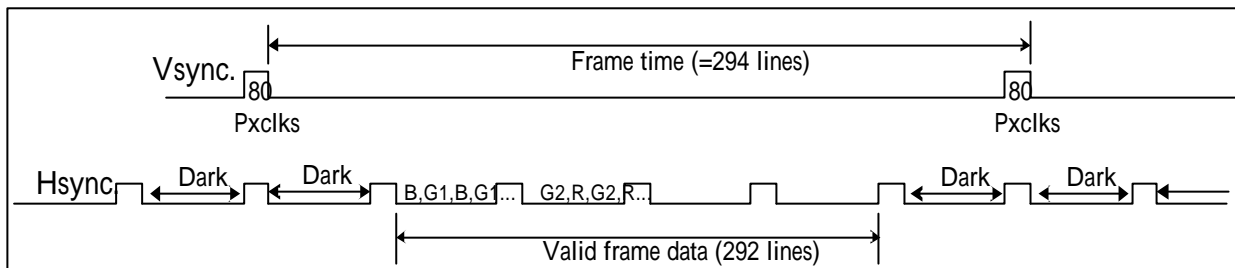 Frame time (=294 lines)
Vsync.
80
80
Pxclks
Pxclks
Hsync.
Dark
Dark
B,G1,B,G1...
G2,R,G2,R...
Dark
Dark
Valid frame data (292 lines)